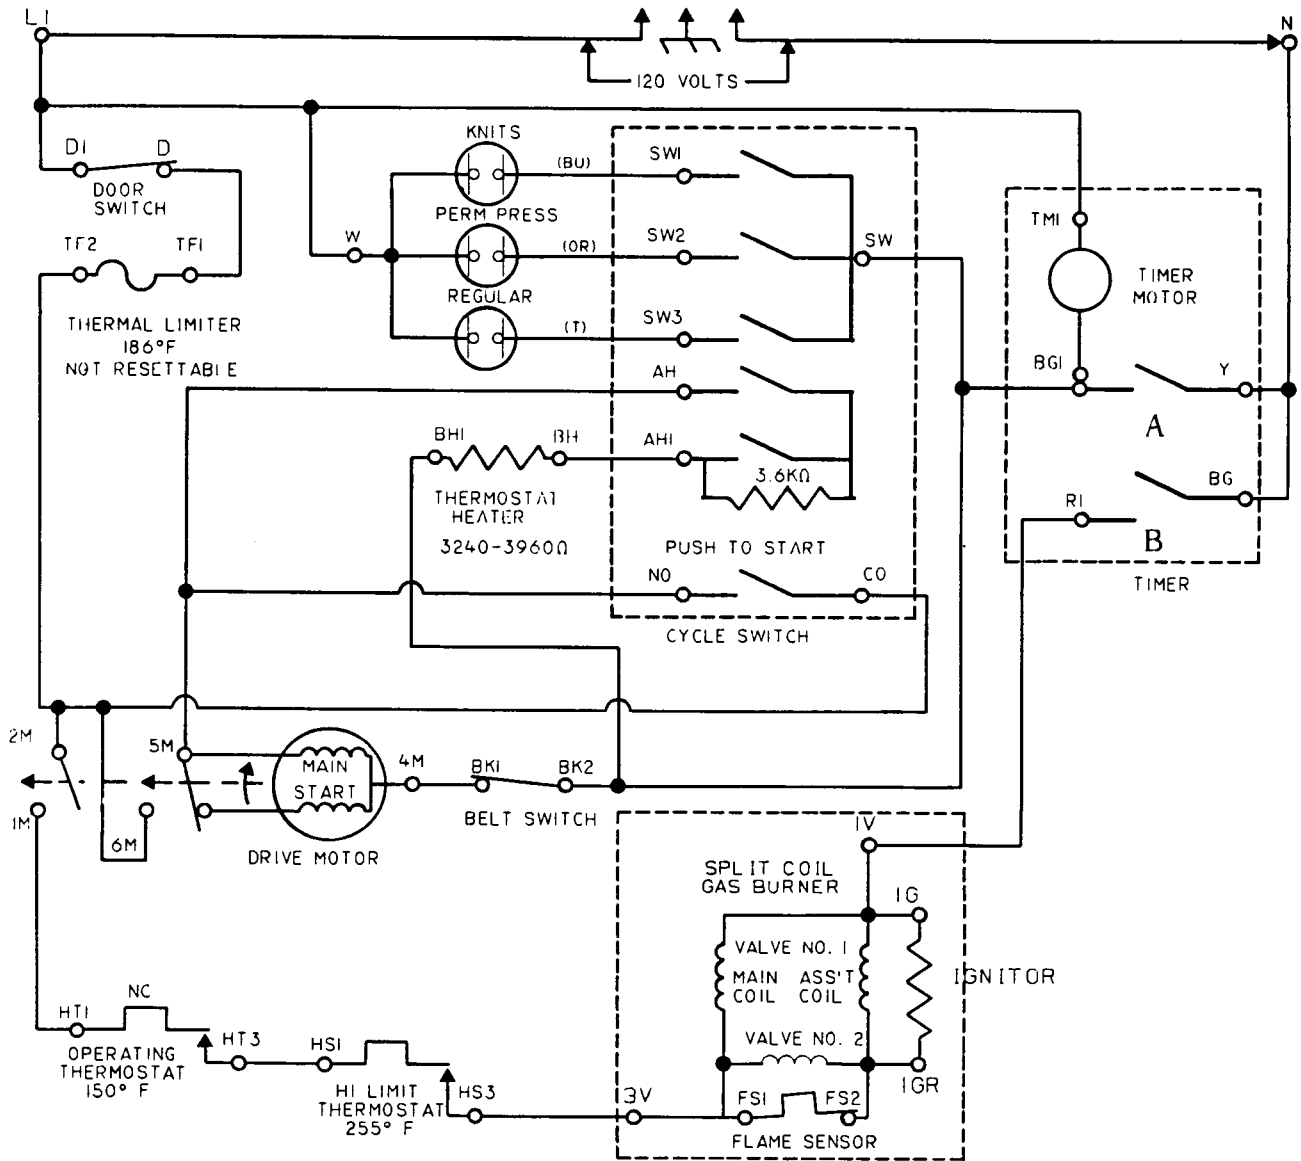 L1
N
120 VOLTS
KNITS
D1
D
(BU)
SW1
DOOR
SWITCH
PERM PRESS
TM1
W
(OR)
SW2
SW
TF2
TF1
TIMER
MOTOR
REGULAR
THERMAL LIMITER
186°F
NOT RESETTABLE
(T)
SW3
BG1
AH
Y
A
BH1
BH
AH1
3.6KΩ
BG
THERMOSTAT
HEATER
3240-3960Ω
R1
B
PUSH TO START
NO
CO
TIMER
CYCLE SWITCH
2M
5M
MAIN
4M
BK1
BK2
START
1M
6M
BELT SWITCH
1V
DRIVE MOTOR
SPLIT COIL
GAS BURNER
IG
VALVE NO. 1
MAIN
COIL
ASS'T
COIL
IGNITOR
NC
HT1
HT3
HS1
VALVE NO. 2
OPERATING
THERMOSTAT
150° F
IGR
HI LIMIT
THERMOSTAT
255° F
HS3
3V
FS1
FS2
FLAME SENSOR